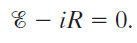 ℰ − iR = 0.